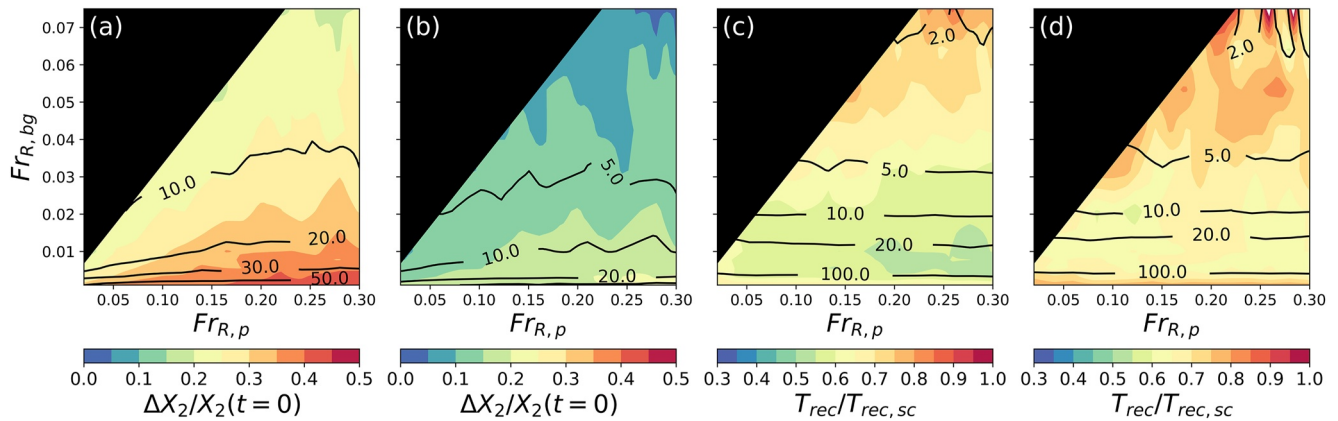 (a)
0.07
0.06
0.05
0.04
0.03
0.02
0.01
Fr_{R, bg}
10.0
20.0
30.0
50.0
0.05 0.10 0.15 0.20 0.25 0.30
Fr_{R, p}
0.0 0.1 0.2 0.3 0.4 0.5
ΔX_2/X_2(t = 0)
(b)
5.0
10.0
20.0
0.05 0.10 0.15 0.20 0.25 0.30
Fr_{R, p}
0.0 0.1 0.2 0.3 0.4 0.5
ΔX_2/X_2(t = 0)
(c)
2.0
5.0
10.0
20.0
100.0
0.05 0.10 0.15 0.20 0.25 0.30
Fr_{R, p}
0.3 0.4 0.5 0.6 0.7 0.8 0.9 1.0
T_{rec}/T_{rec, sc}
(d)
2.0
5.0
10.0
20.0
100.0
0.05 0.10 0.15 0.20 0.25 0.30
Fr_{R, p}
0.3 0.4 0.5 0.6 0.7 0.8 0.9 1.0
T_{rec}/T_{rec, sc}